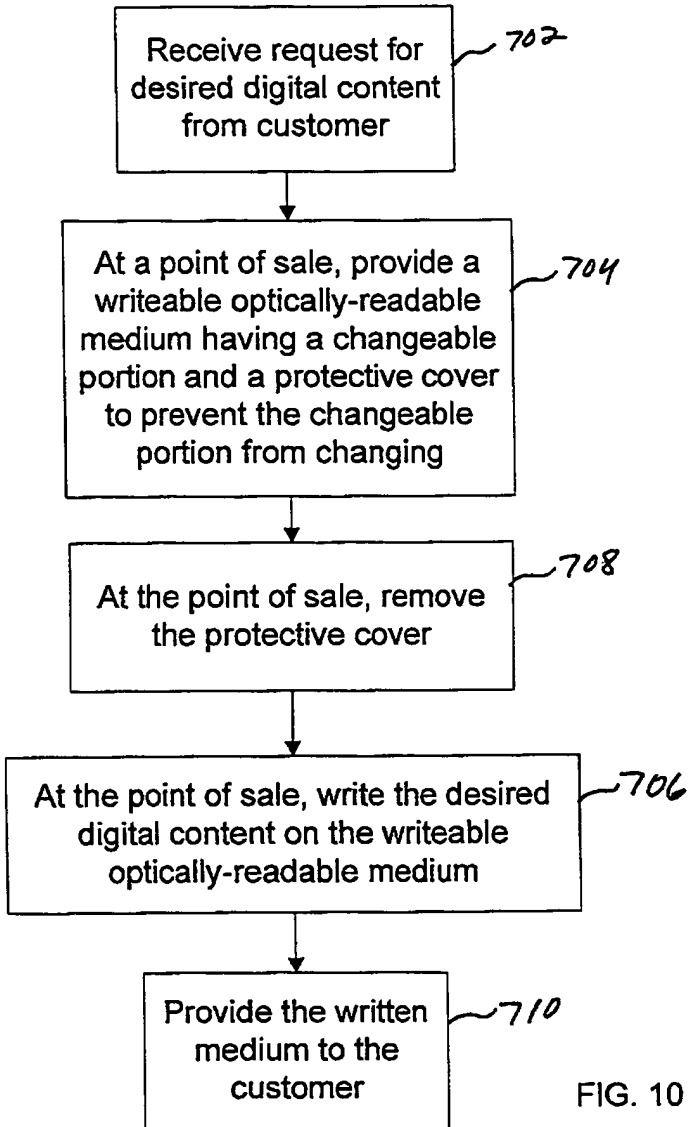 Receive request for
desired digital content
from customer
702
At a point of sale, provide a
writeable optically-readable
medium having a changeable
portion and a protective cover
to prevent the changeable
portion from changing
704
At the point of sale, remove
the protective cover
708
At the point of sale, write the desired
digital content on the writeable
optically-readable medium
706
Provide the written
medium to the
customer
710
FIG. 10